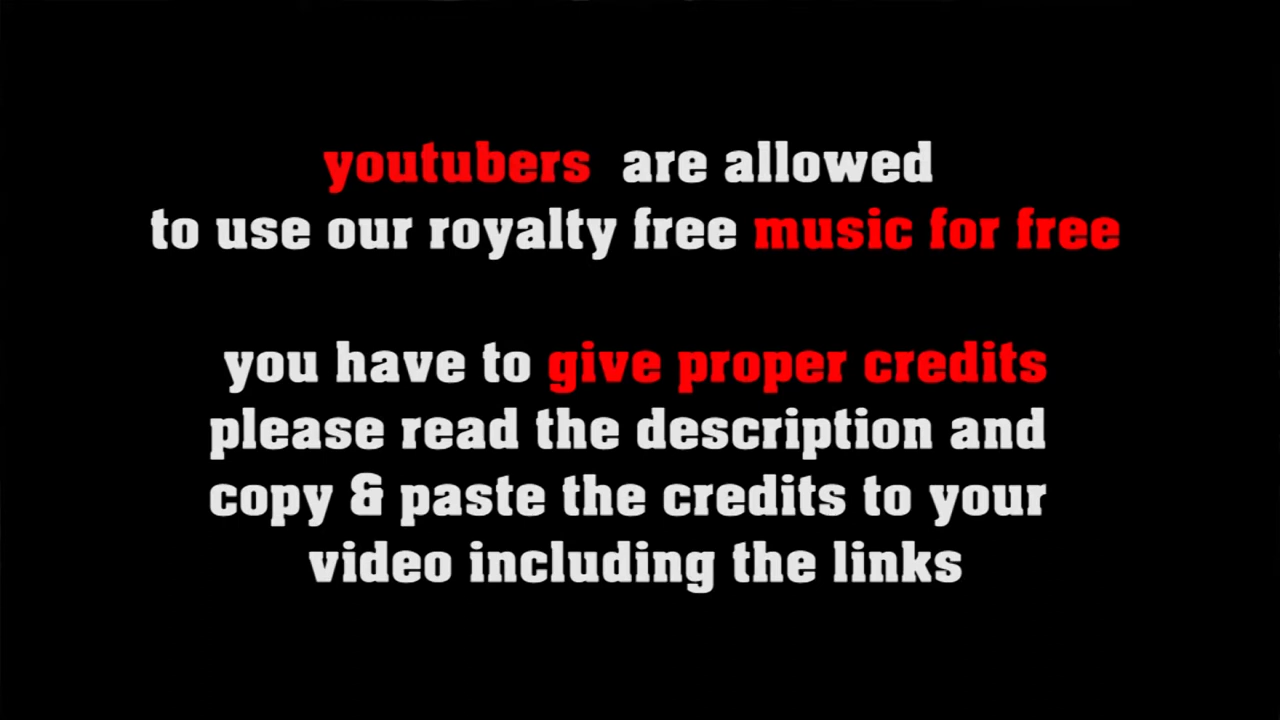 youtubers are allowed
to use our royalty free music for free
you have to give proper credits
please read the description and
copy & paste the credits to your
video including the links